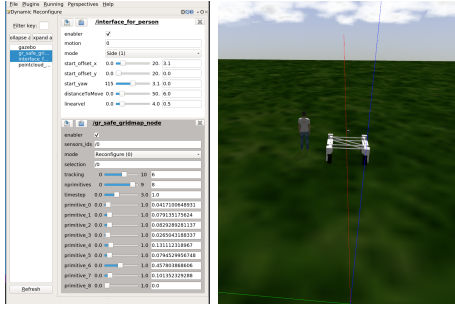 File Plugins Running Perspectives Help
Dynamic Reconfigure
Filter key:
ollapse a xpand a
gazebo
gr_safe_gri...
interface_f...
pointcloud_...
Refresh
/interface_for_person
enabler
motion 0
mode Side (1)
start_offset_x 0.0 20. 3.1
start_offset_y 0.0 20. 0.0
start_yaw 415 3.1 0.0
distanceToMove 0.0 50. 6.0
linearvel 0.0 4.0 0.5
/gr_safe_gridmap_node
enabler
sensors_ids /0
mode Reconfigure (0)
selection /0
tracking 0 10 6
nprimitives 0 9 8
timestep 0.0 3.0 1.0
primitive_0 0.0 1.0 0.0417100648931
primitive_1 0.0 1.0 0.079135175624
primitive_2 0.0 1.0 0.0829289281137
primitive_3 0.0 1.0 0.0265043188337
primitive_4 0.0 1.0 0.131112318967
primitive_5 0.0 1.0 0.0794529956748
primitive_6 0.0 1.0 0.4578038686​06
primitive_7 0.0 1.0 0.101352329288
primitive_8 0.0 1.0 0.0